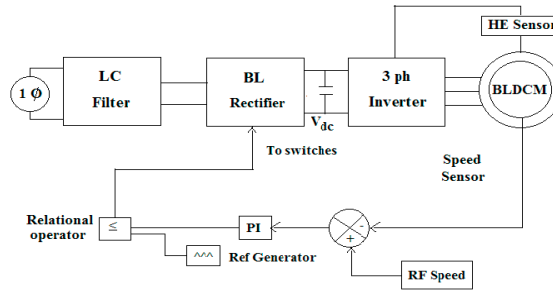 HE Sensor
LC
Filter
BL
Rectifier
3 ph
Inverter
1 ϕ
BLDCM
Vdc
To switches
Speed
Sensor
Relational
operator
≤
PI
-
+
^^^
Ref Generator
RF Speed